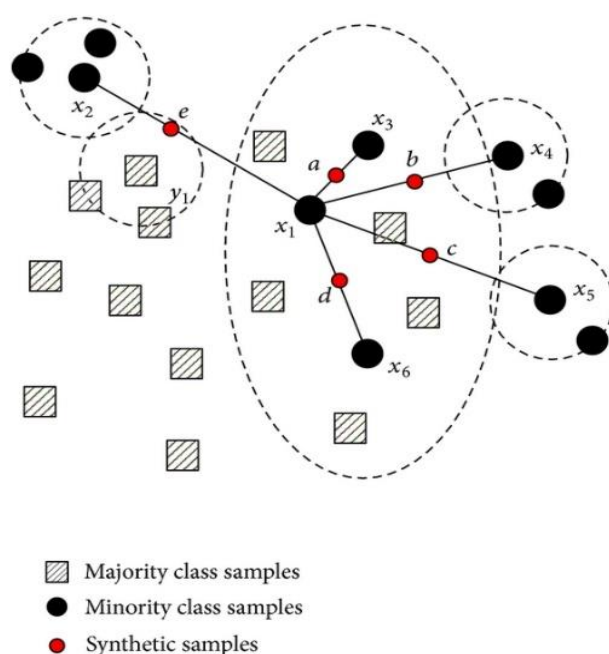 x2
e
y1
x3
a
b
x4
x1
c
d
x5
x6
Majority class samples
Minority class samples
Synthetic samples